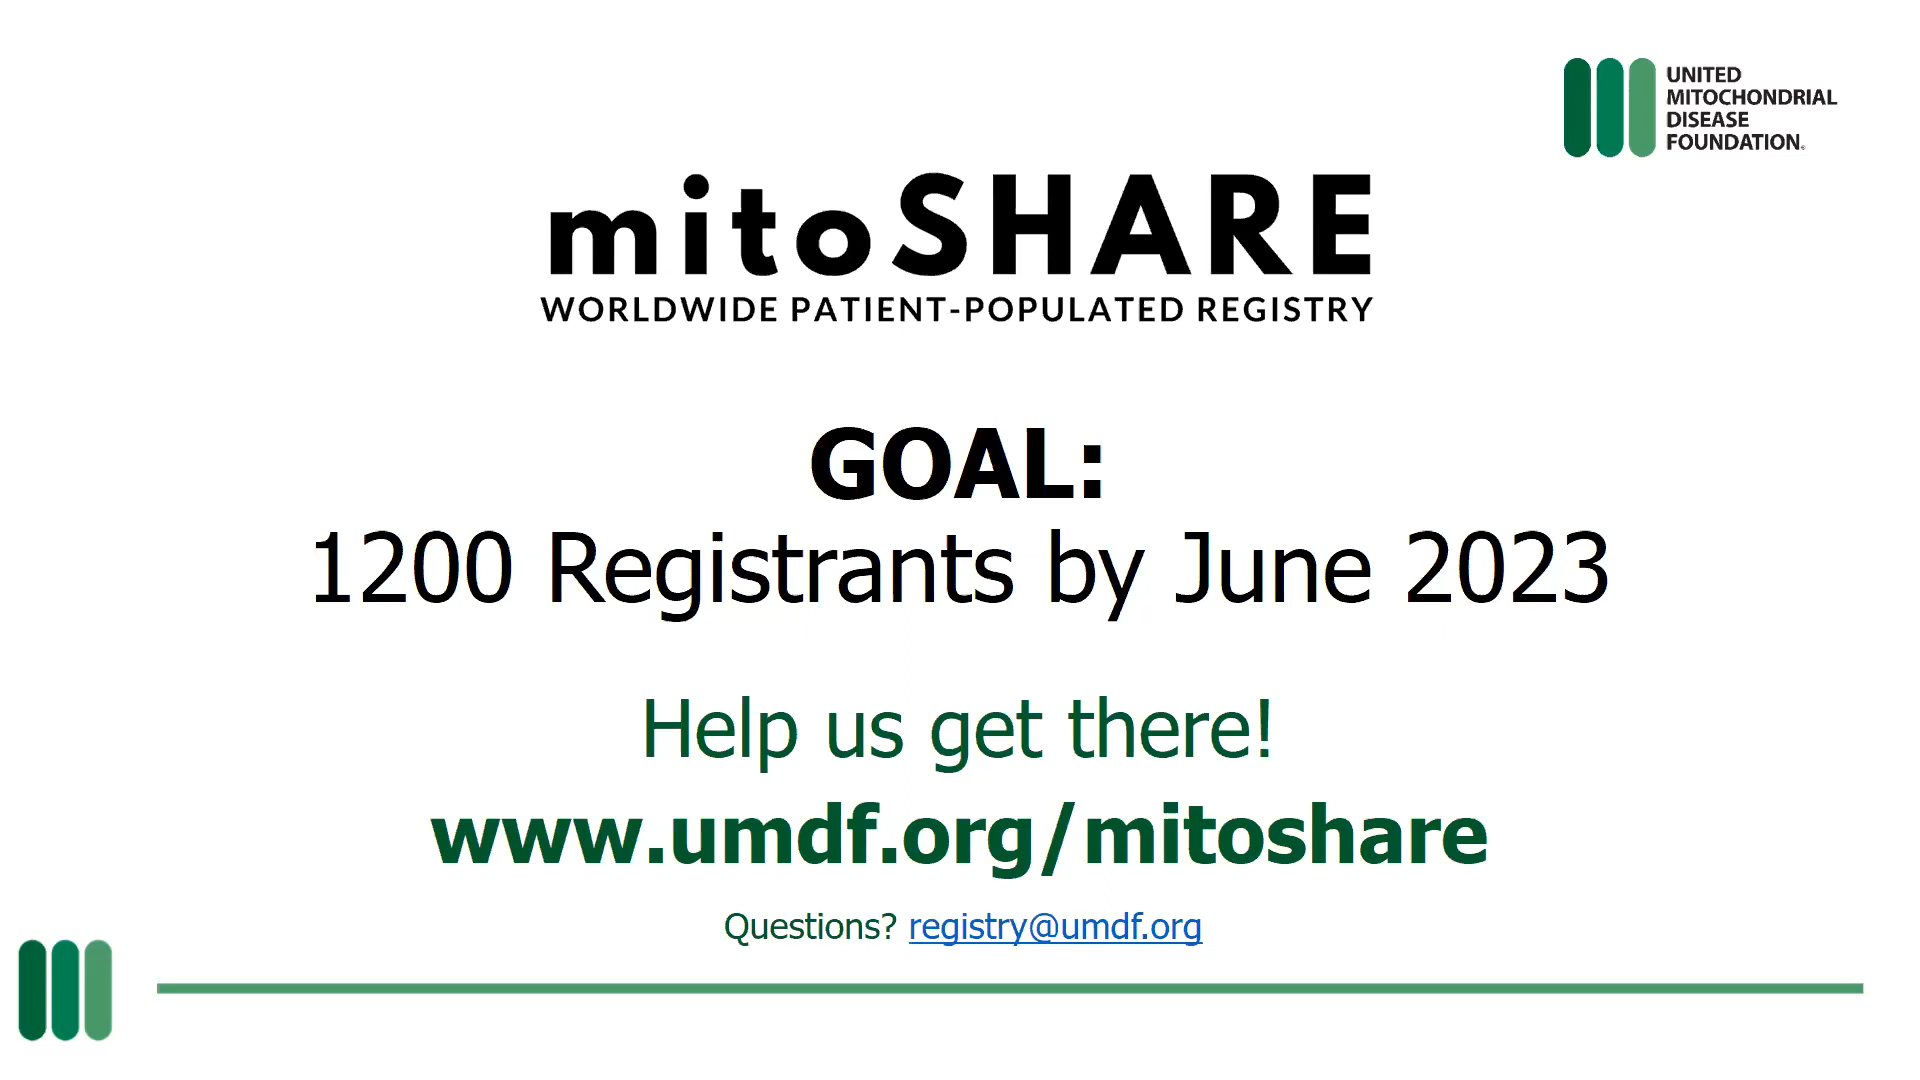 UNITED
MITOCHONDRIAL
DISEASE
FOUNDATION.
mitoSHARE
WORLDWIDE PATIENT-POPULATED REGISTRY
GOAL:
1200 Registrants by June 2023
Help us get there!
www.umdf.org/mitoshare
Questions? registry@umdf.org